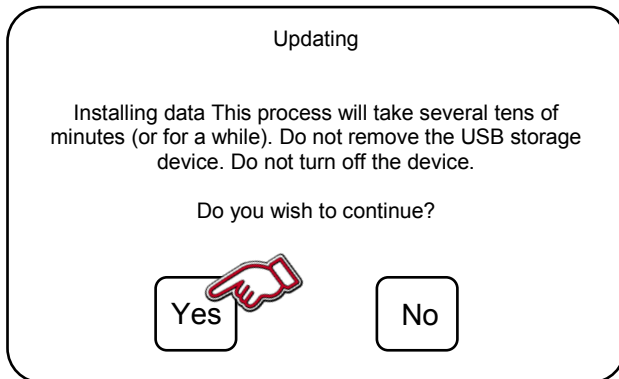 Updating
Installing data This process will take several tens of
minutes (or for a while). Do not remove the USB storage
device. Do not turn off the device.
Do you wish to continue?
Yes
No